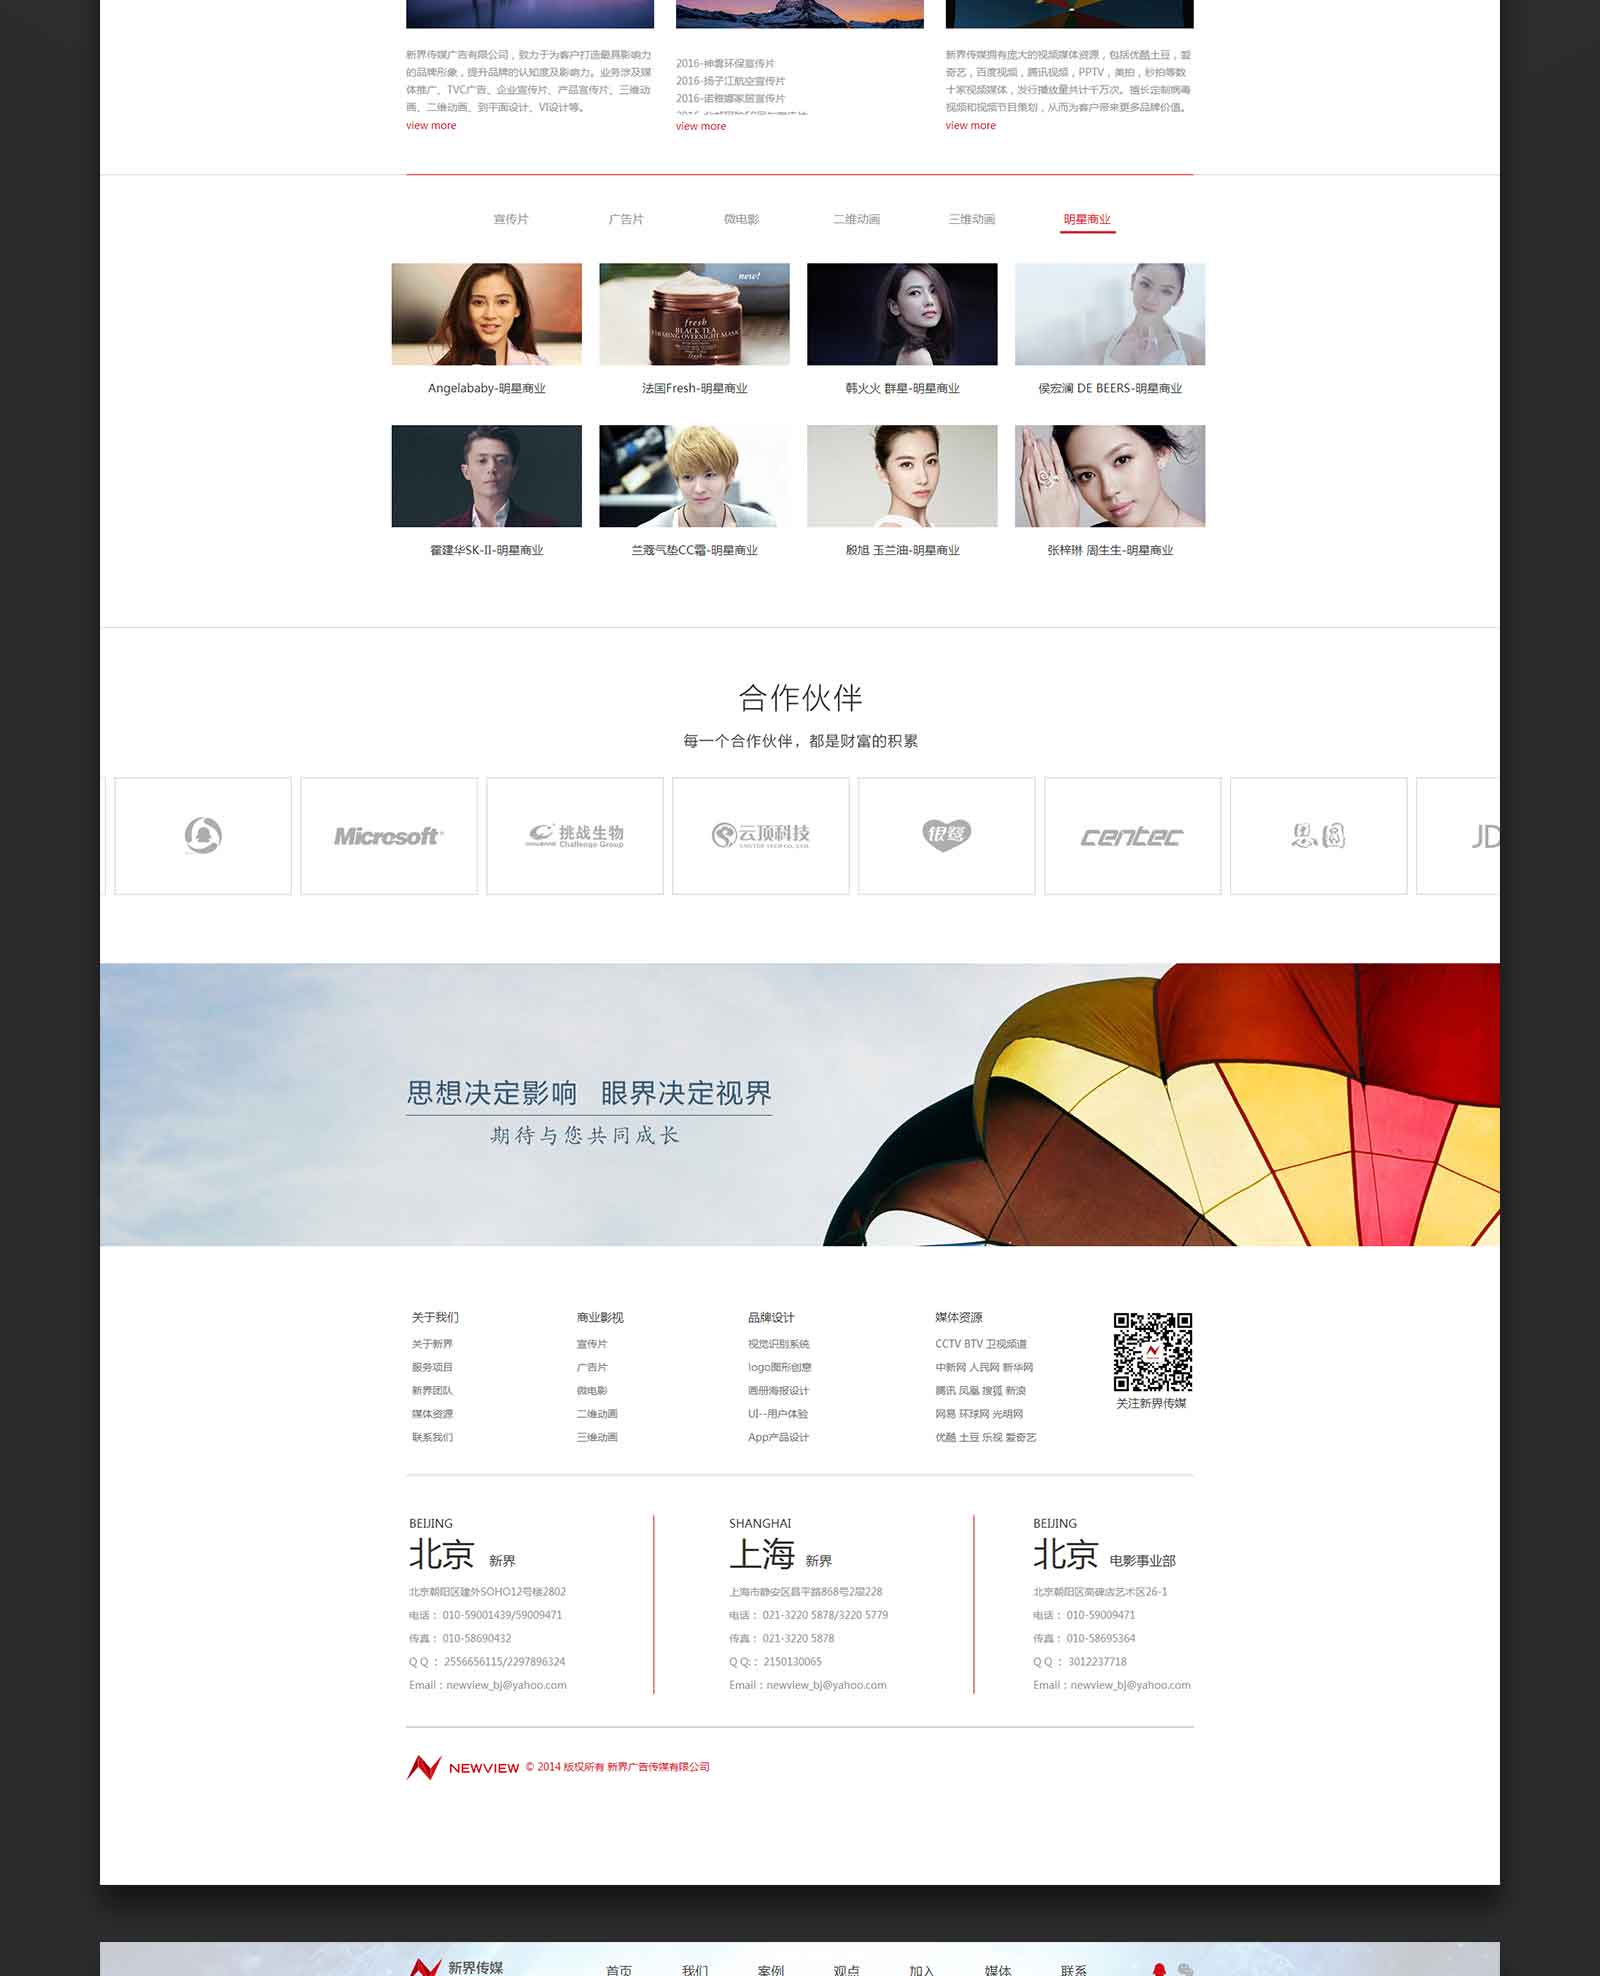 新界传媒广告有限公司，致力于为客户打造最具影响力
的品牌形象，提升品牌的认知度及影响力。业务涉及媒
体推广、TVC广告、企业宣传片、产品宣传片、三维动
画、二维动画、到平面设计、VI设计等。
view more
2016-神雾环保宣传片
2016-扬子江航空宣传片
2016-诺雅娜家居宣传片
view more
新界传媒拥有庞大的视频媒体资源，包括优酷土豆，爱
奇艺，百度视频，腾讯视频，PPTV，美拍，秒拍等数
十家视频媒体，发行播放量共计千万次。擅长定制病毒
视频和视频节目策划，从而为客户带来更多品牌价值。
view more
宣传片 广告片 微电影 二维动画 三维动画 明星商业
new!
fresh
BLACK TEA
FIRMING OVERNIGHT MASK
fresh
Angelababy-明星商业 法国Fresh-明星商业 韩火火 群星-明星商业 侯宏澜 DE BEERS-明星商业
霍建华SK-II-明星商业 兰蔻气垫CC霜-明星商业 殷旭 玉兰油-明星商业 张梓琳 周生生-明星商业
合作伙伴
每一个合作伙伴，都是财富的积累
Microsoft
挑战生物
Challenge Group
云顶科技
银鹭
centec
思圆
JD
思想决定影响 眼界决定视界
期待与您共同成长
关于我们
关于新界
服务项目
新界团队
媒体资源
联系我们
商业影视
宣传片
广告片
微电影
二维动画
三维动画
品牌设计
视觉识别系统
logo图形创意
画册海报设计
UI--用户体验
App产品设计
媒体资源
CCTV BTV 卫视频道
中新网 人民网 新华网
腾讯 凤凰 搜狐 新浪
网易 环球网 光明网
优酷 土豆 乐视 爱奇艺
关注新界传媒
BEIJING
北京 新界
北京朝阳区建外SOHO12号楼2802
电话： 010-59001439/59009471
传真： 010-58690432
Q Q ： 2556656115/2297896324
Email：newview_bj@yahoo.com
SHANGHAI
上海 新界
上海市静安区昌平路868号2层228
电话： 021-3220 5878/3220 5779
传真： 021-3220 5878
Q Q:： 2150130065
Email：newview_bj@yahoo.com
BEIJING
北京 电影事业部
北京朝阳区高碑店艺术区26-1
电话： 010-59009471
传真： 010-58695364
Q Q ： 3012237718
Email：newview_bj@yahoo.com
NEWVIEW © 2014 版权所有 新界广告传媒有限公司
新界传媒 首页 我们 案例 观点 加入 媒体 联系